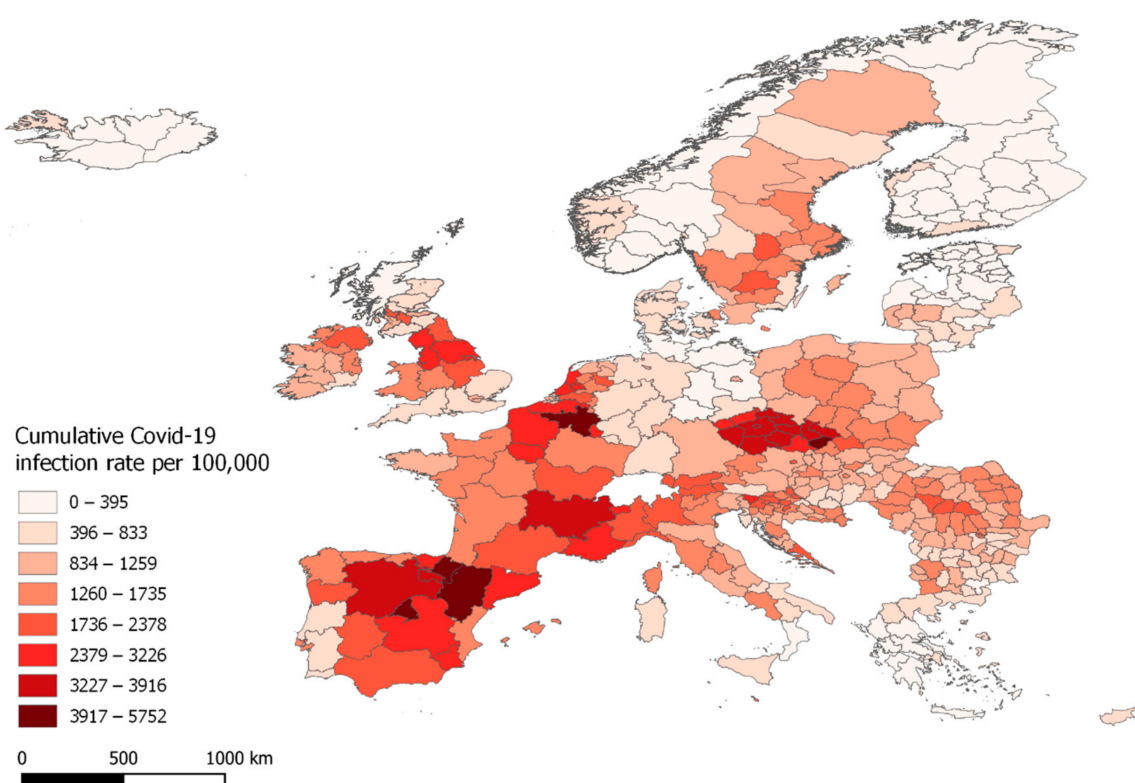 Cumulative Covid-19
infection rate per 100,000
0 – 395
396 – 833
834 – 1259
1260 – 1735
1736 – 2378
2379 – 3226
3227 – 3916
3917 – 5752
0 500 1000 km